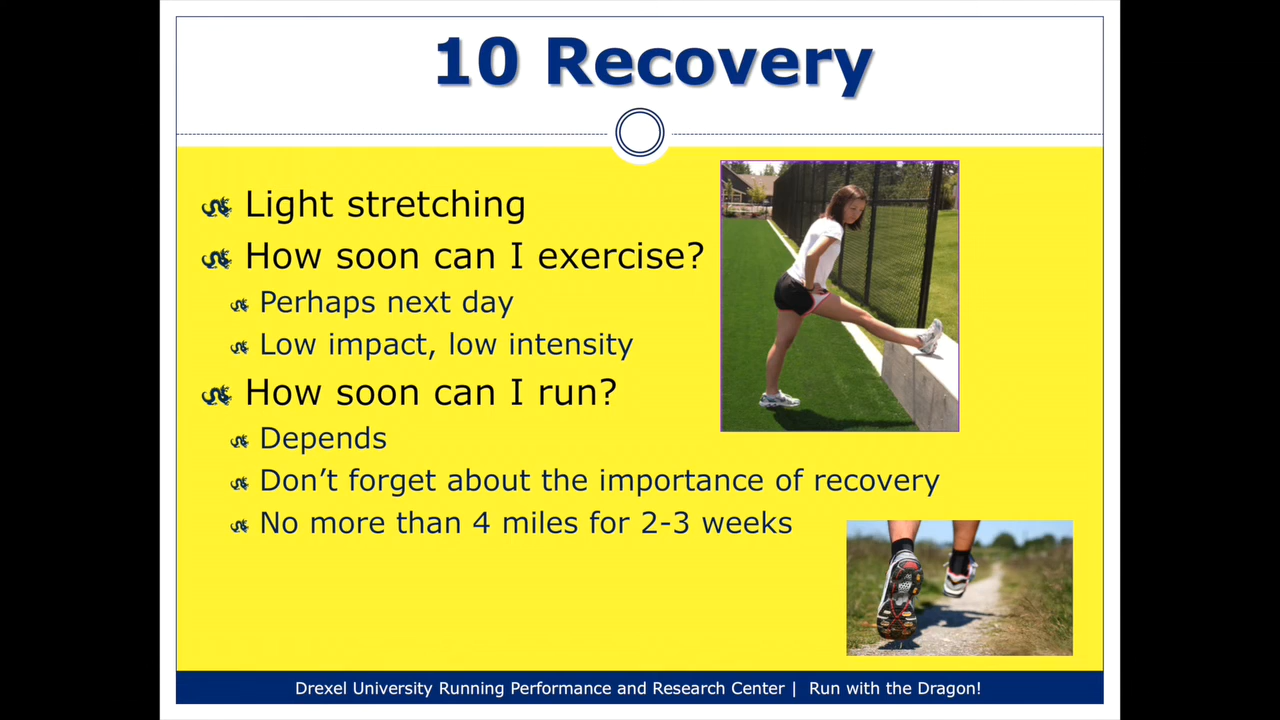 10 Recovery
Light stretching
How soon can I exercise?
Perhaps next day
Low impact, low intensity
How soon can I run?
Depends
Don’t forget about the importance of recovery
No more than 4 miles for 2-3 weeks
Drexel University Running Performance and Research Center | Run with the Dragon!